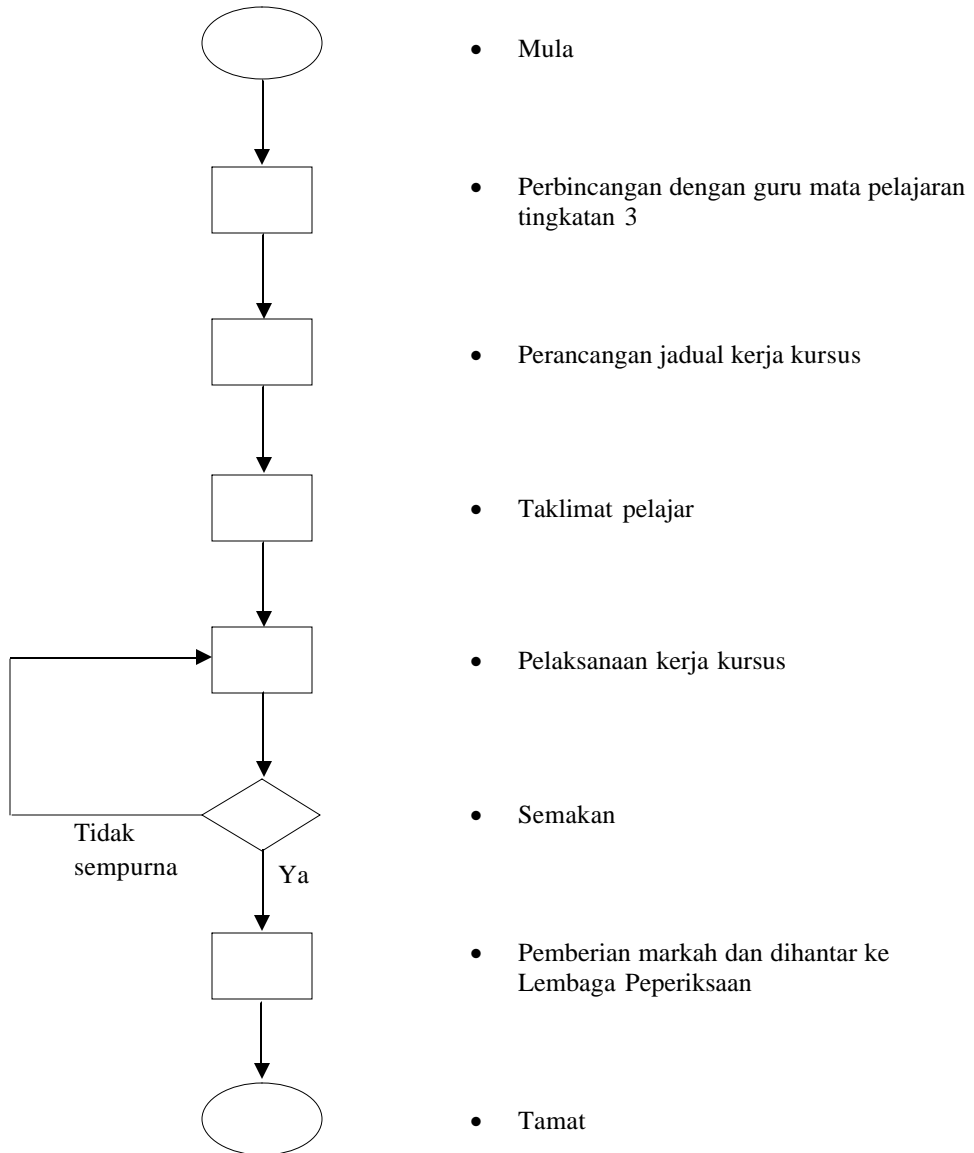 • Mula
• Perbincangan dengan guru mata pelajaran
tingkatan 3
• Perancangan jadual kerja kursus
• Taklimat pelajar
• Pelaksanaan kerja kursus
• Semakan
Tidak
sempurna
Ya
• Pemberian markah dan dihantar ke
Lembaga Peperiksaan
• Tamat